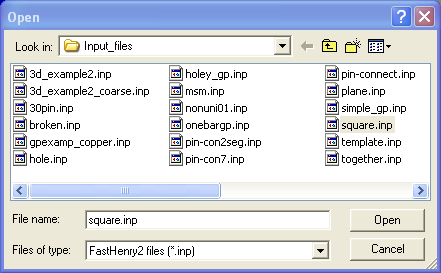 Open
Look in: Input_files
3d_example2.inp
3d_example2_coarse.inp
30pin.inp
broken.inp
gpexamp_copper.inp
hole.inp
holey_gp.inp
msm.inp
nonuni01.inp
onebargp.inp
pin-con2seg.inp
pin-con7.inp
pin-connect.inp
plane.inp
simple_gp.inp
square.inp
template.inp
together.inp
File name: square.inp Open
Files of type: FastHenry2 files (*.inp) Cancel